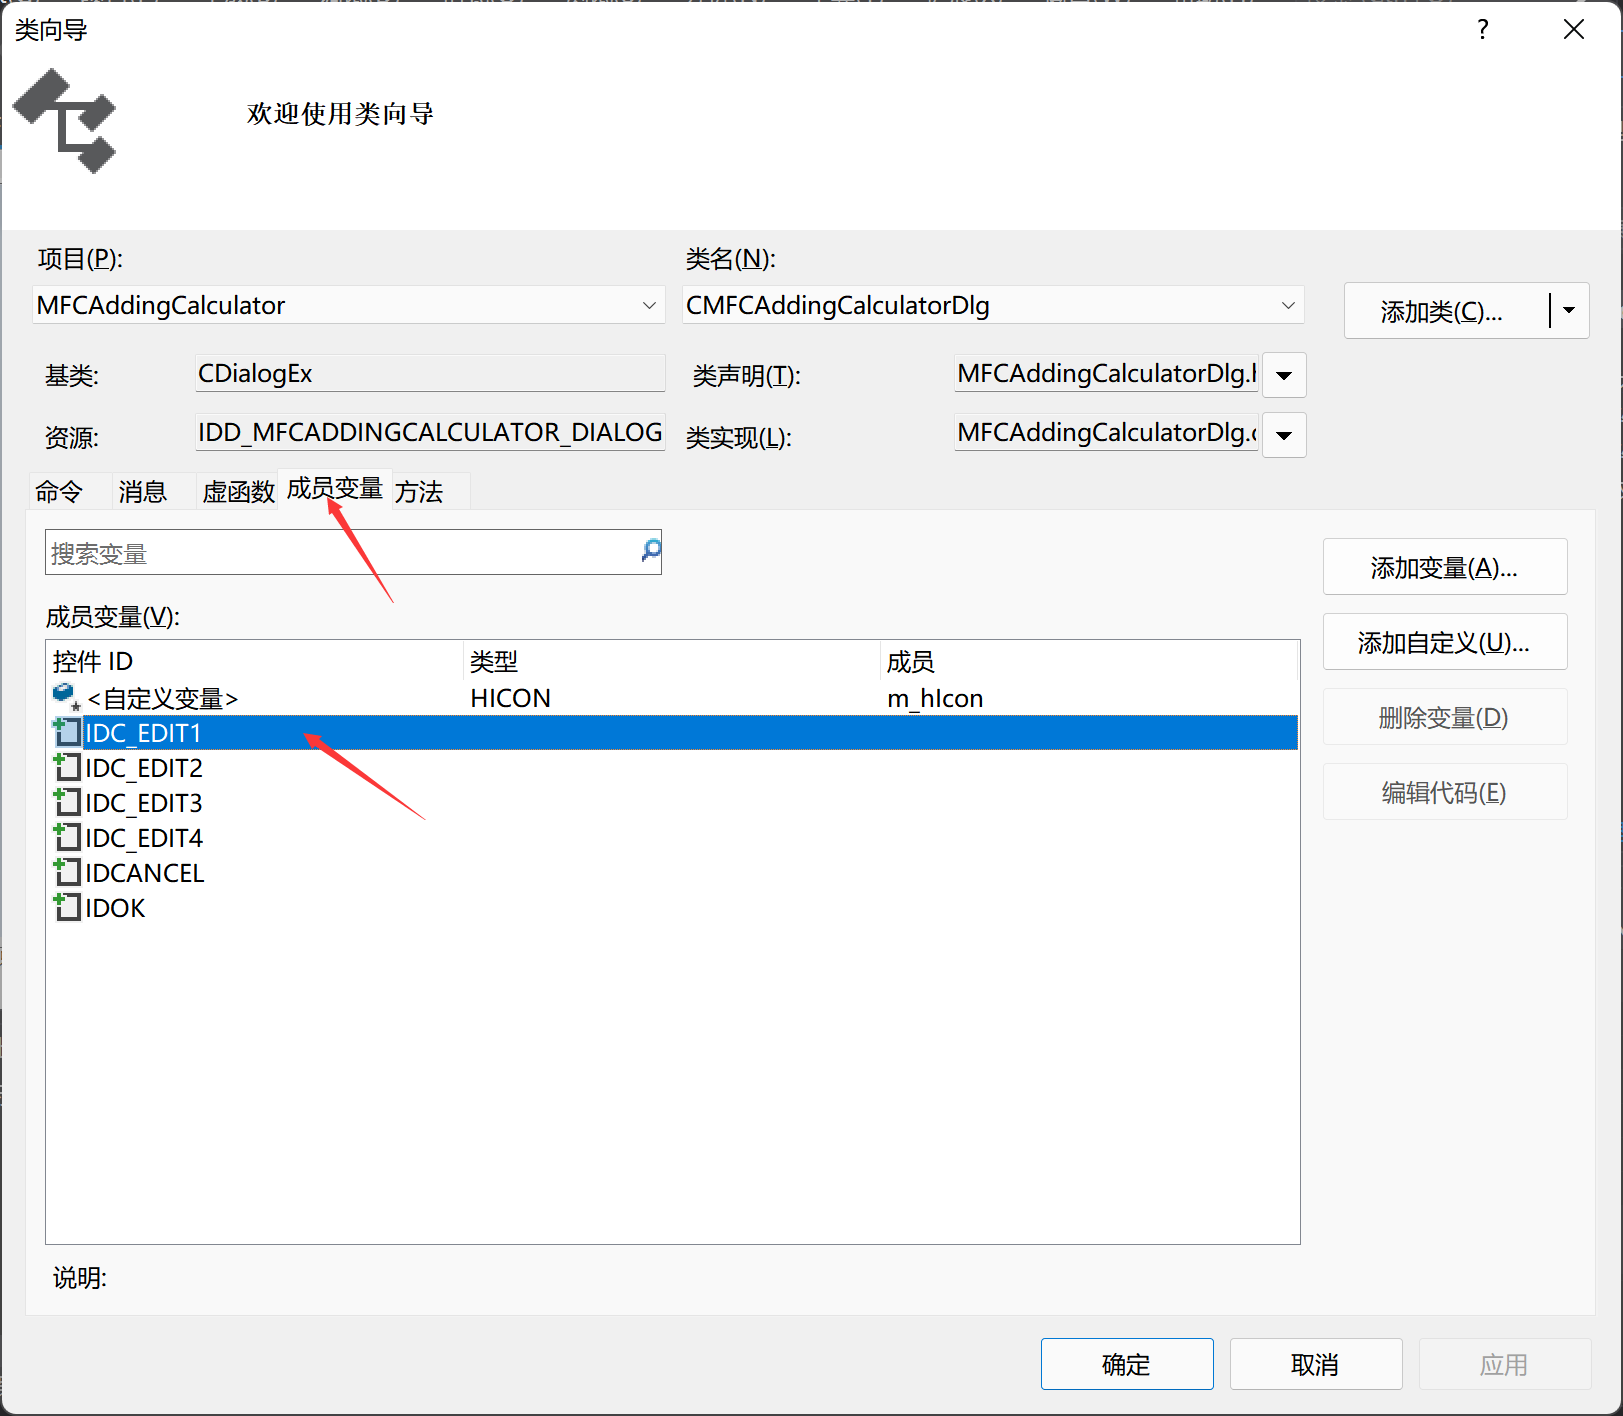 类向导
?
欢迎使用类向导
项目(P):
类名(N):
MFCAddingCalculator
CMFCAddingCalculatorDlg
添加类(C)...
基类:
CDialogEx
类声明(T):
MFCAddingCalculatorDlg.h
资源:
IDD_MFCADDINGCALCULATOR_DIALOG
类实现(L):
MFCAddingCalculatorDlg.c
命令
消息
虚函数
成员变量
方法
搜索变量
添加变量(A)...
成员变量(V):
添加自定义(U)...
控件 ID
类型
成员
<自定义变量>
HICON
m_hIcon
删除变量(D)
IDC_EDIT1
IDC_EDIT2
编辑代码(E)
IDC_EDIT3
IDC_EDIT4
IDCANCEL
IDOK
说明:
确定
取消
应用